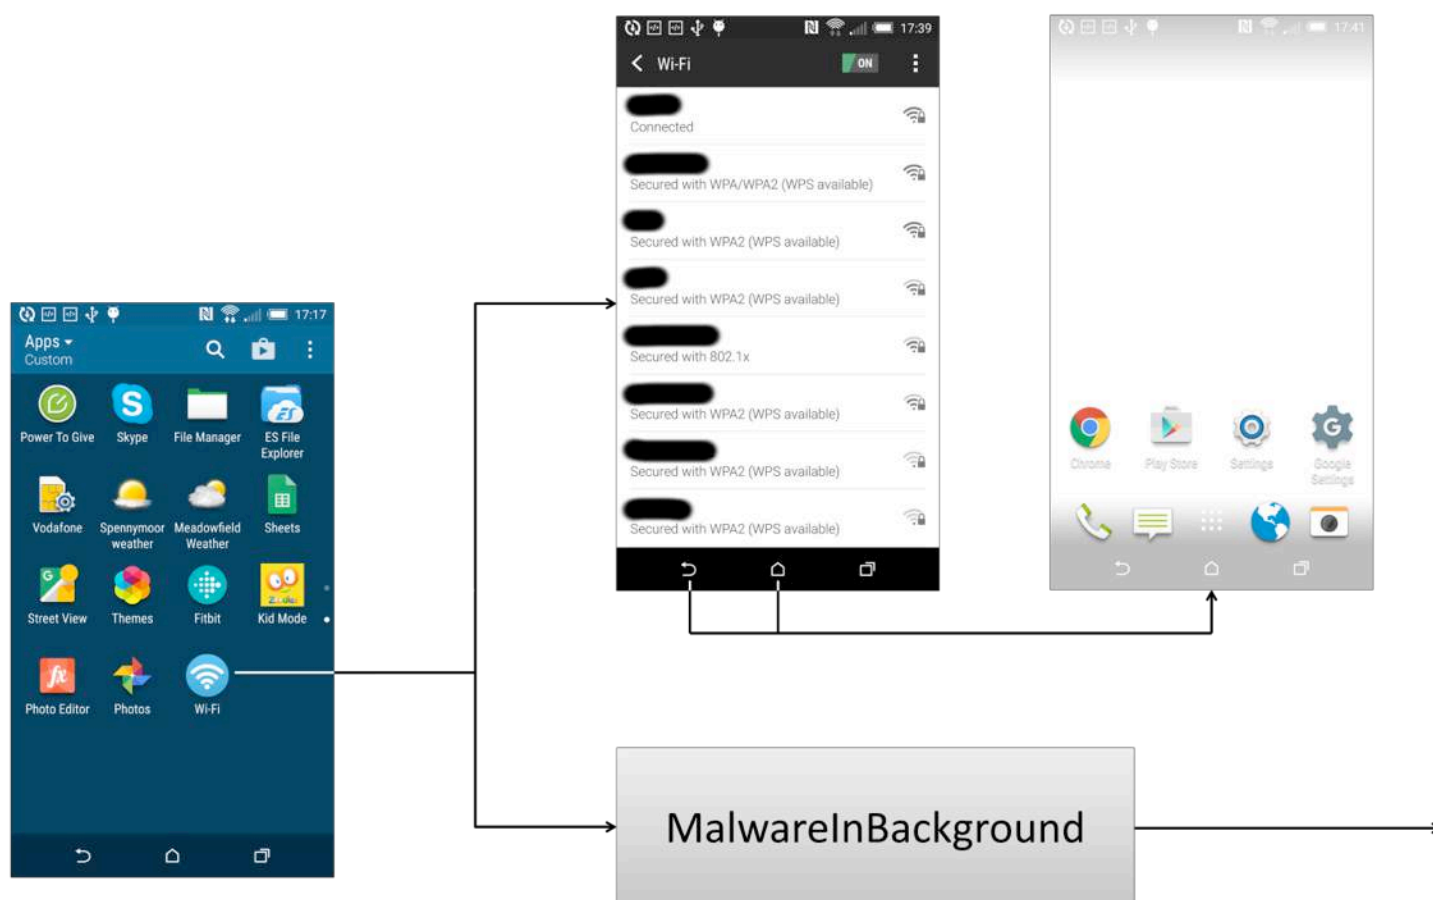 17:39
Wi-Fi
ON
Connected
Secured with WPA/WPA2 (WPS available)
Secured with WPA2 (WPS available)
Secured with WPA2 (WPS available)
Secured with 802.1x
Secured with WPA2 (WPS available)
Secured with WPA2 (WPS available)
Secured with WPA2 (WPS available)
17:41
Chrome Play Store Settings Google
Settings
17:17
Apps
Custom
Power To Give Skype File Manager ES File
Explorer
Vodafone Spennymoor Meadowfield Sheets
weather Weather
Street View Themes Fitbit Kid Mode
Photo Editor Photos Wi-Fi
MalwareInBackground